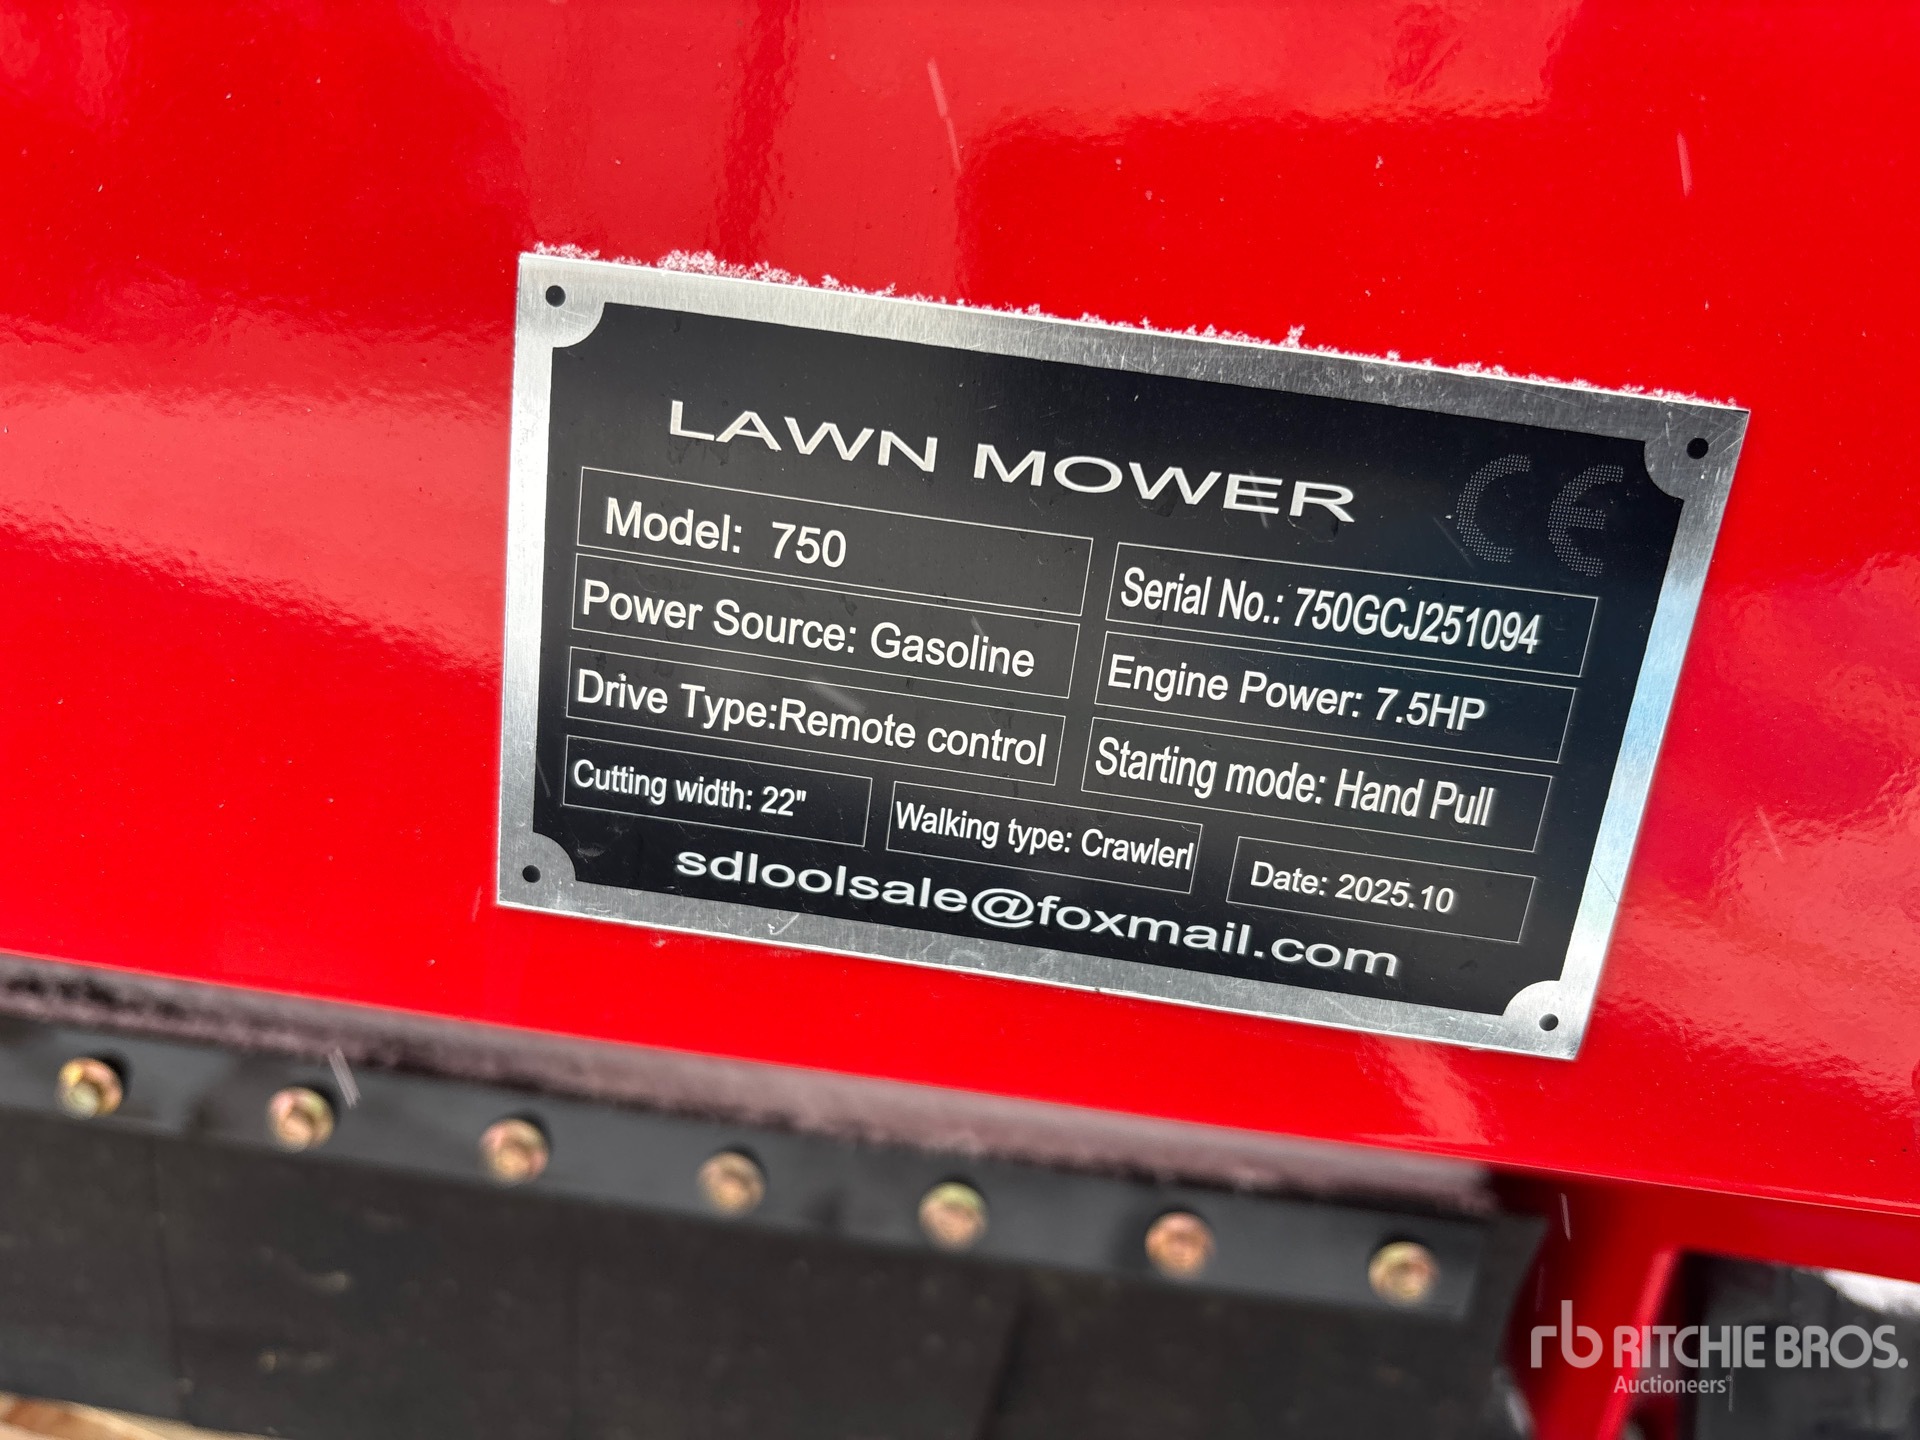 LAWN MOWER
CE
Model: 750
Serial No.: 750GCJ251094
Power Source: Gasoline
Engine Power: 7.5HP
Drive Type:Remote control
Starting mode: Hand Pull
Cutting width: 22"
Walking type: Crawlerl
Date: 2025.10
sdloolsale@foxmail.com
rb RITCHIE BROS.
Auctioneers